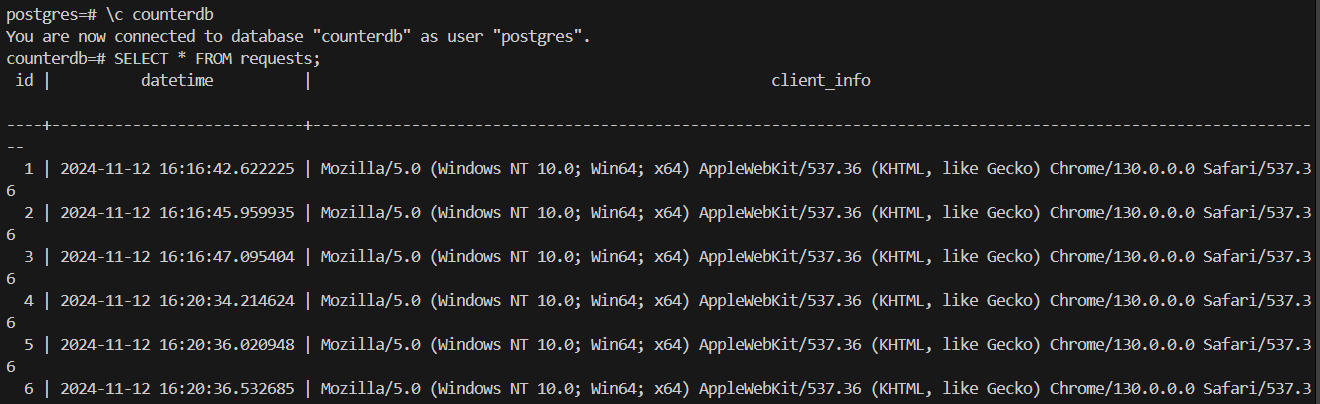 postgres=# \c counterdb
You are now connected to database "counterdb" as user "postgres".
counterdb=# SELECT * FROM requests;
 id |          datetime          |                                                   client_info
----+----------------------------+---------------------------------------------------------------------------------------------------------------
--
  1 | 2024-11-12 16:16:42.622225 | Mozilla/5.0 (Windows NT 10.0; Win64; x64) AppleWebKit/537.36 (KHTML, like Gecko) Chrome/130.0.0.0 Safari/537.3
6
  2 | 2024-11-12 16:16:45.959935 | Mozilla/5.0 (Windows NT 10.0; Win64; x64) AppleWebKit/537.36 (KHTML, like Gecko) Chrome/130.0.0.0 Safari/537.3
6
  3 | 2024-11-12 16:16:47.095404 | Mozilla/5.0 (Windows NT 10.0; Win64; x64) AppleWebKit/537.36 (KHTML, like Gecko) Chrome/130.0.0.0 Safari/537.3
6
  4 | 2024-11-12 16:20:34.214624 | Mozilla/5.0 (Windows NT 10.0; Win64; x64) AppleWebKit/537.36 (KHTML, like Gecko) Chrome/130.0.0.0 Safari/537.3
6
  5 | 2024-11-12 16:20:36.020948 | Mozilla/5.0 (Windows NT 10.0; Win64; x64) AppleWebKit/537.36 (KHTML, like Gecko) Chrome/130.0.0.0 Safari/537.3
6
  6 | 2024-11-12 16:20:36.532685 | Mozilla/5.0 (Windows NT 10.0; Win64; x64) AppleWebKit/537.36 (KHTML, like Gecko) Chrome/130.0.0.0 Safari/537.3